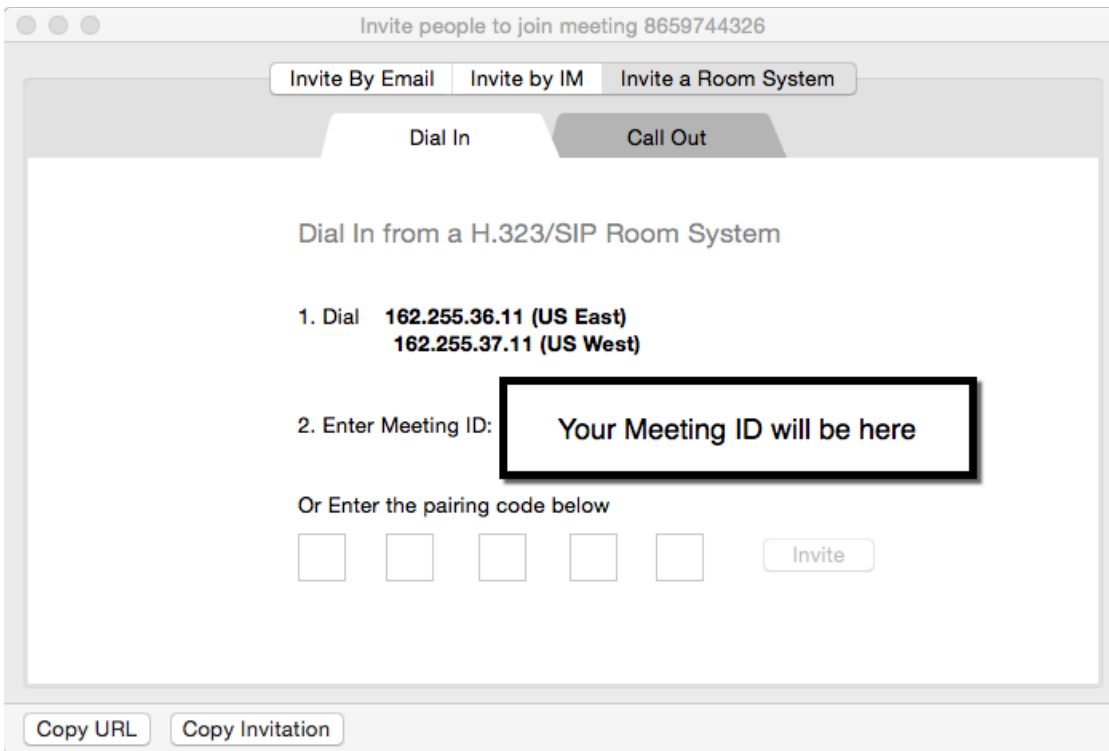 Invite people to join meeting 8659744326
Invite By Email Invite by IM Invite a Room System
Dial In Call Out
Dial In from a H.323/SIP Room System
1. Dial 162.255.36.11 (US East)
162.255.37.11 (US West)
2. Enter Meeting ID: Your Meeting ID will be here
Or Enter the pairing code below
Invite
Copy URL Copy Invitation